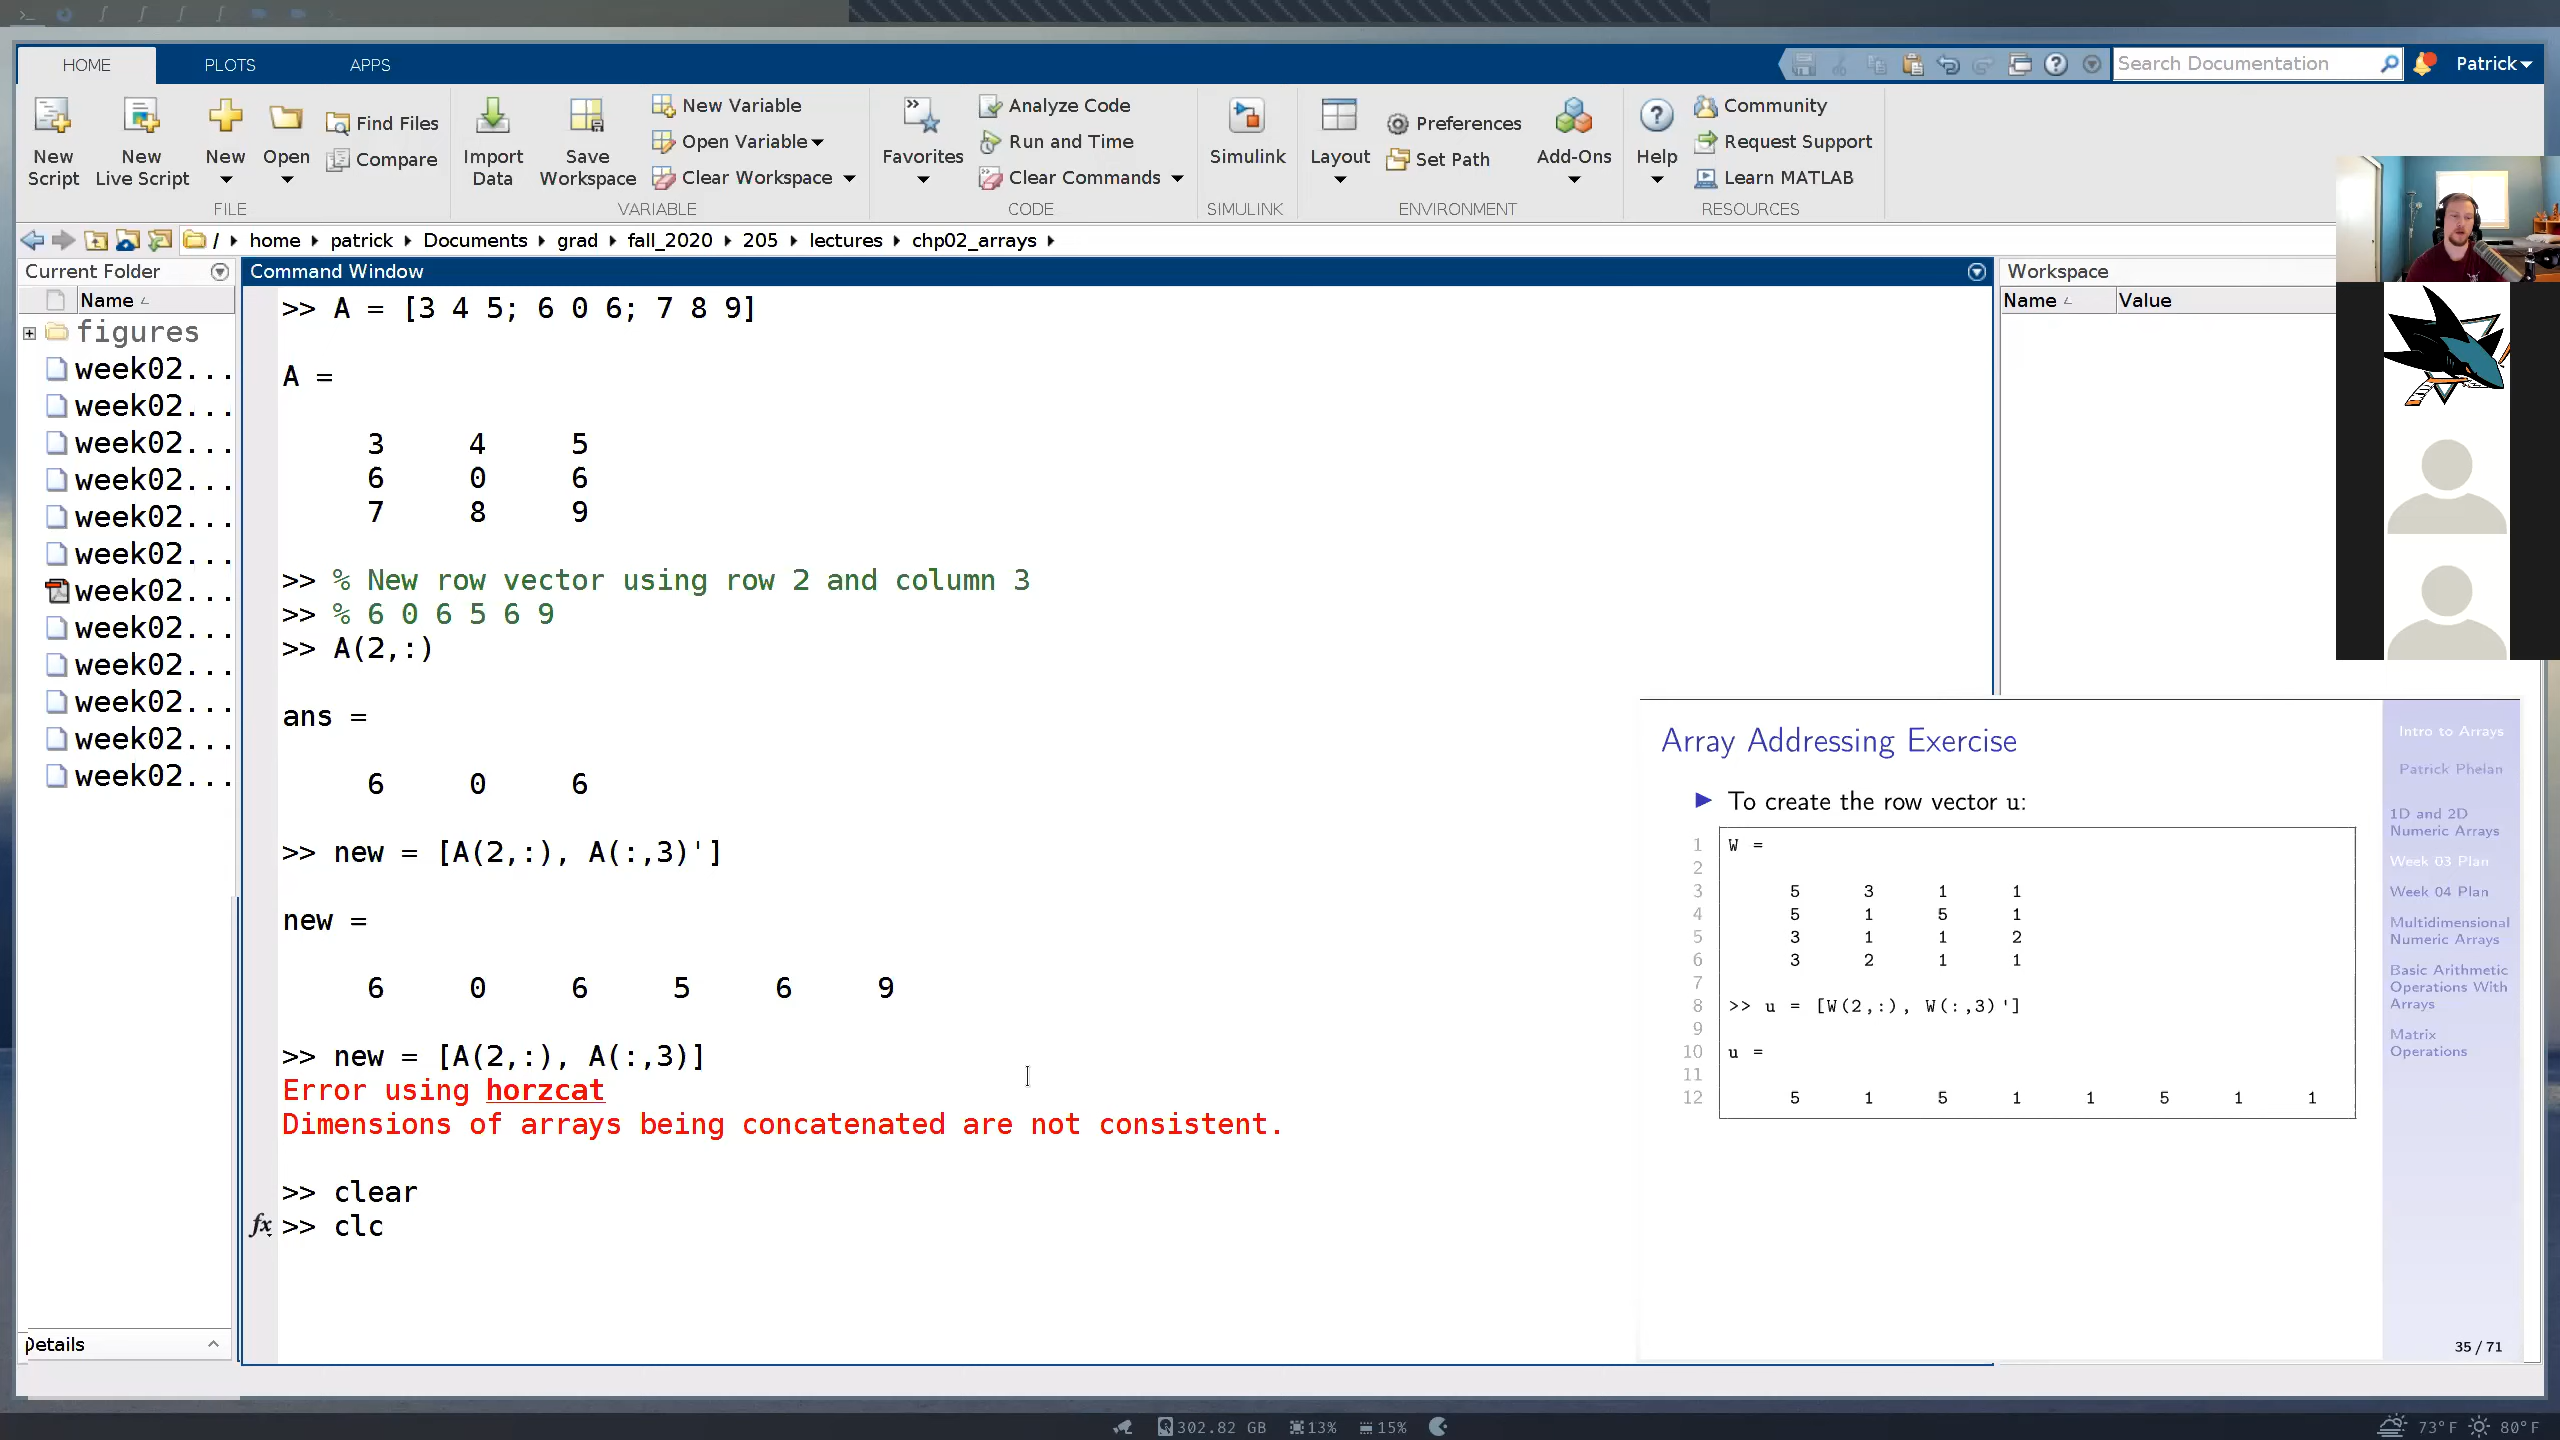 HOME PLOTS APPS
Search Documentation
Patrick
New Script
New Live Script
New
Open
Find Files
Compare
FILE
Import Data
Save Workspace
New Variable
Open Variable
Clear Workspace
VARIABLE
Favorites
Analyze Code
Run and Time
Clear Commands
CODE
Simulink
SIMULINK
Layout
Preferences
Set Path
Add-Ons
ENVIRONMENT
Help
Community
Request Support
Learn MATLAB
RESOURCES
/ home patrick Documents grad fall_2020 205 lectures chp02_arrays
Current Folder
Name
figures
week02...
week02...
week02...
week02...
week02...
week02...
week02...
week02...
week02...
week02...
week02...
week02...
Details
Command Window
>> A = [3 4 5; 6 0 6; 7 8 9]
A =
3 4 5
6 0 6
7 8 9
>> % New row vector using row 2 and column 3
>> % 6 0 6 5 6 9
>> A(2,:)
ans =
6 0 6
>> new = [A(2,:), A(:,3)']
new =
6 0 6 5 6 9
>> new = [A(2,:), A(:,3)]
Error using horzcat
Dimensions of arrays being concatenated are not consistent.
>> clear
fx >> clc
Workspace
Name Value
Array Addressing Exercise
To create the row vector u:
1 W =
2
3 5 3 1 1
4 5 1 5 1
5 3 1 1 2
6 3 2 1 1
7
8 >> u = [W(2,:), W(:,3)']
9
10 u =
11
12 5 1 5 1 1 5 1 1
Intro to Arrays
Patrick Phelan
1D and 2D
Numeric Arrays
Week 03 Plan
Week 04 Plan
Multidimensional
Numeric Arrays
Basic Arithmetic
Operations With
Arrays
Matrix
Operations
35 / 71
302.82 GB 13% 15%
73°F 80°F